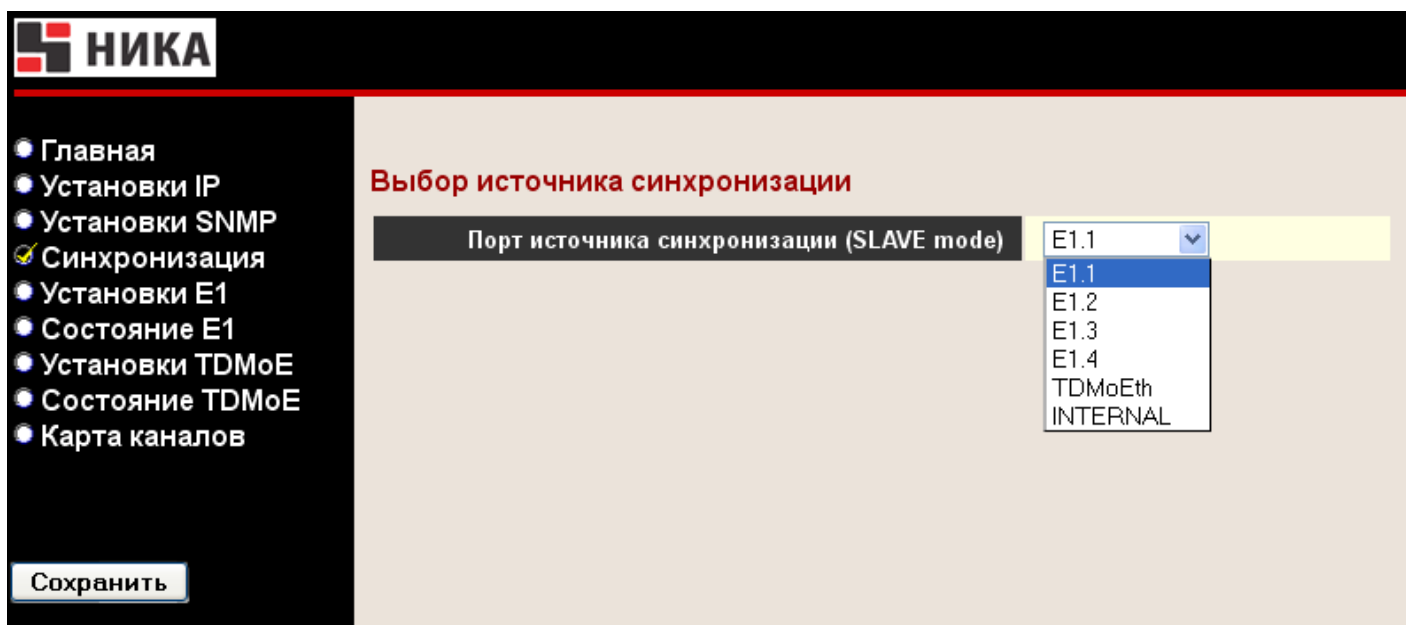 НИКА
Главная
Установки IP
Установки SNMP
Синхронизация
Установки E1
Состояние E1
Установки TDMoE
Состояние TDMoE
Карта каналов
Сохранить
Выбор источника синхронизации
Порт источника синхронизации (SLAVE mode)
E1.1
E1.1
E1.2
E1.3
E1.4
TDMoEth
INTERNAL